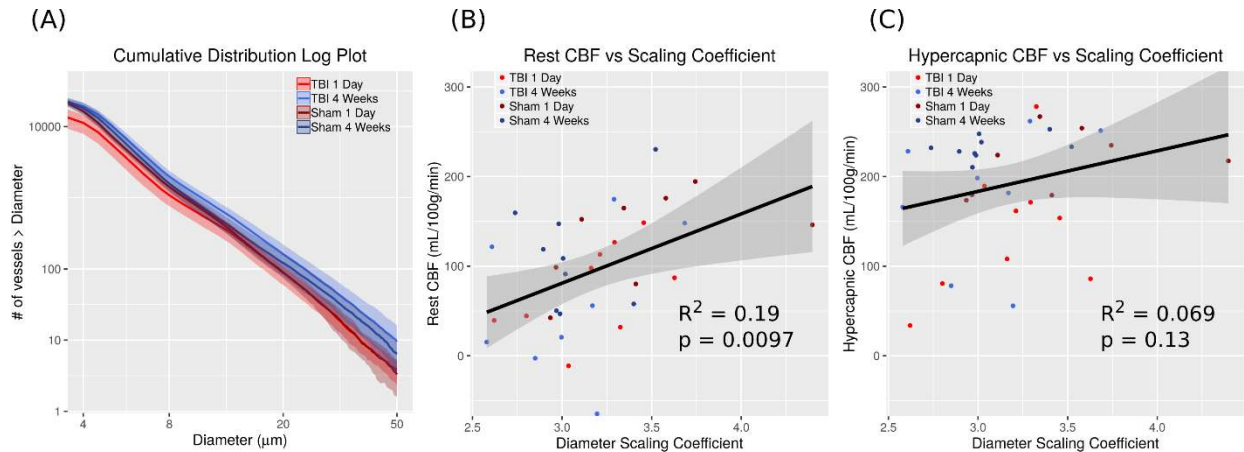 (A)
Cumulative Distribution Log Plot
TBI 1 Day
TBI 4 Weeks
Sham 1 Day
Sham 4 Weeks
10000
100
1
# of vessels > Diameter
4 8 20 50
Diameter (μm)
(B)
Rest CBF vs Scaling Coefficient
TBI 1 Day
TBI 4 Weeks
Sham 1 Day
Sham 4 Weeks
300
200
100
0
Rest CBF (mL/100g/min)
R² = 0.19
p = 0.0097
2.5 3.0 3.5 4.0
Diameter Scaling Coefficient
(C)
Hypercapnic CBF vs Scaling Coefficient
TBI 1 Day
TBI 4 Weeks
Sham 1 Day
Sham 4 Weeks
300
200
100
0
Hypercapnic CBF (mL/100g/min)
R² = 0.069
p = 0.13
2.5 3.0 3.5 4.0
Diameter Scaling Coefficient